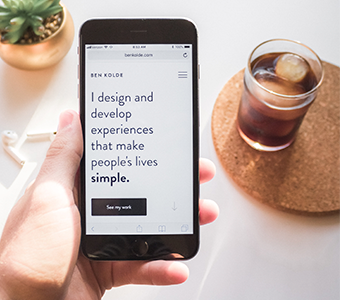 benkolde.com
BEN KOLDE
I design and
develop
experiences
that make
people's lives
simple.
See my work